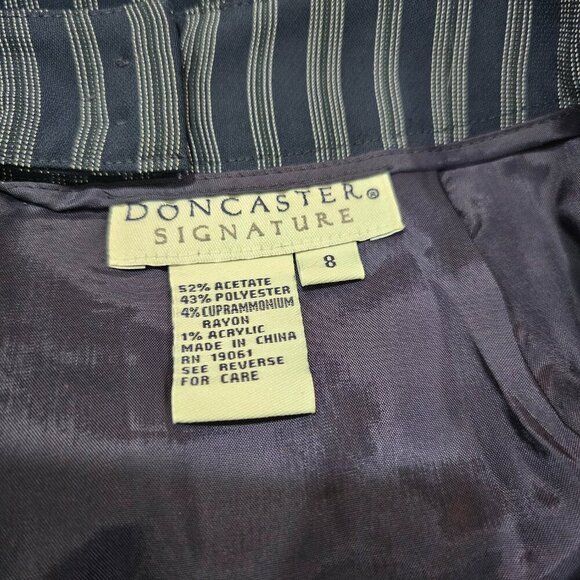 DONCASTER®
SIGNATURE
8
52% ACETATE
43% POLYESTER
4% CUPRAMMONIUM
RAYON
1% ACRYLIC
MADE IN CHINA
RN 19061
SEE REVERSE
FOR CARE